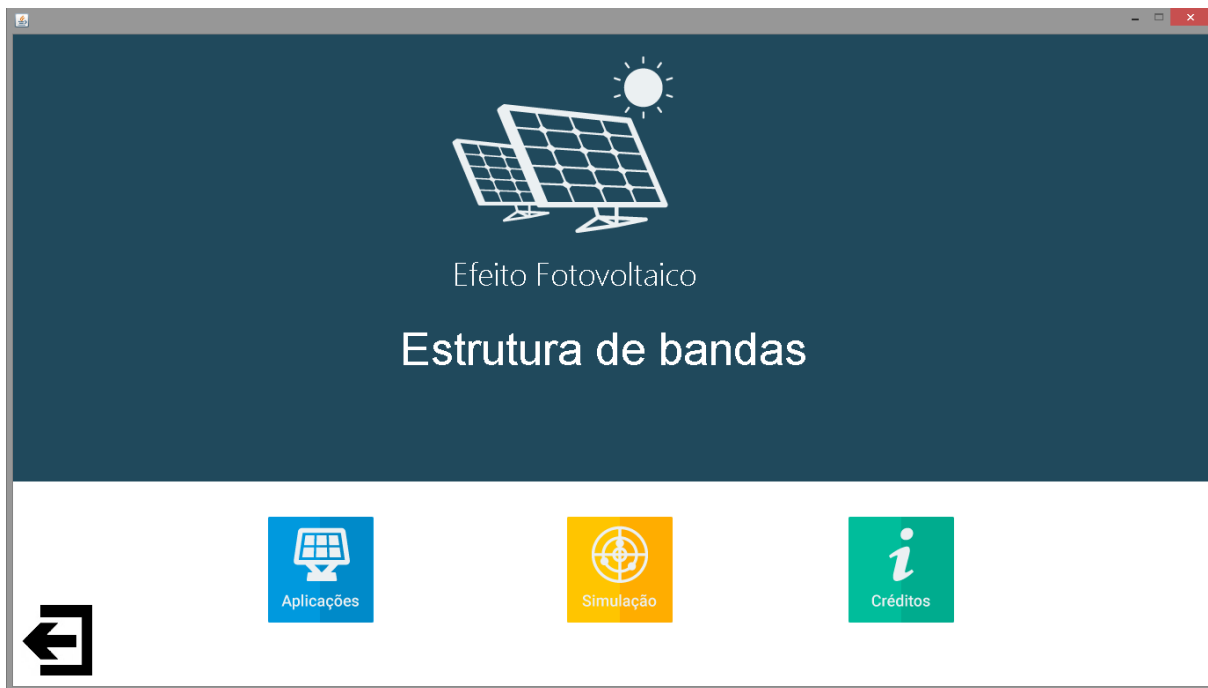 Efeito Fotovoltaico
Estrutura de bandas
Aplicações
Simulação
Créditos